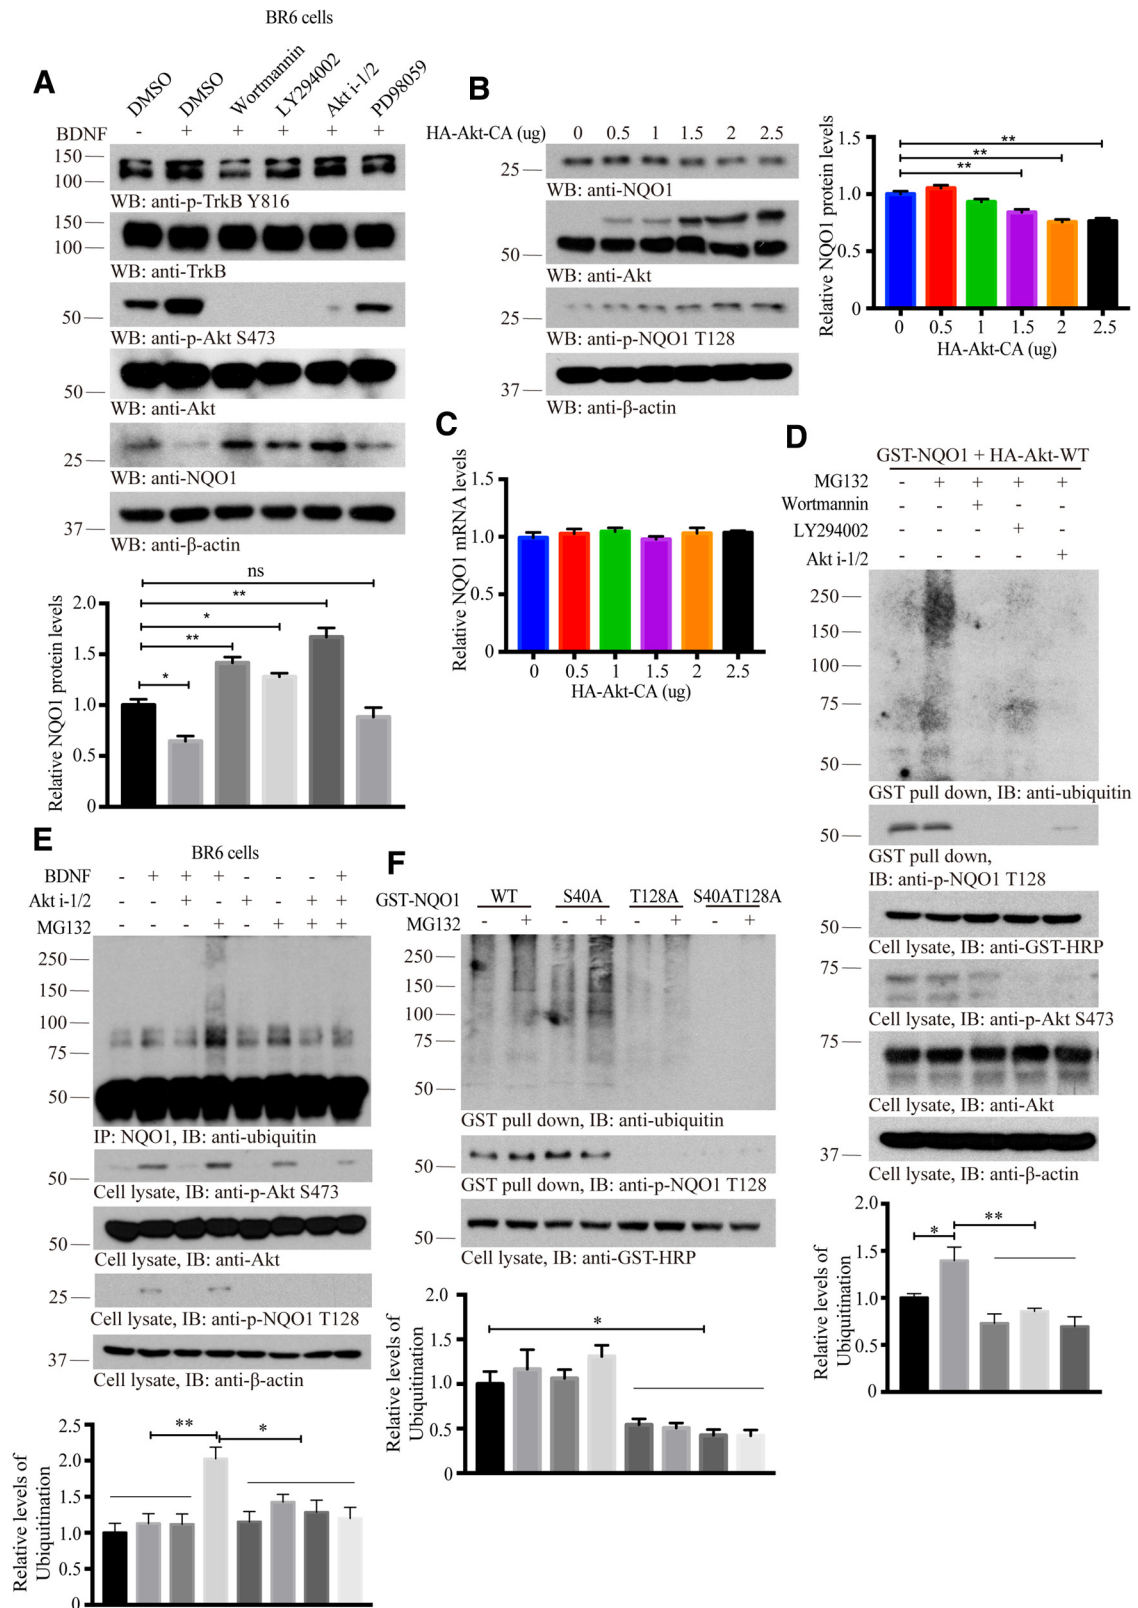 BR6 cells
A
DMSO DMSO Wortmannin LY294002 Akt i-1/2 PD98059
BDNF - + + + + +
150
100
WB: anti-p-TrkB Y816
150
100
WB: anti-TrkB
50
WB: anti-p-Akt S473
50
WB: anti-Akt
25
WB: anti-NQO1
37
WB: anti-β-actin
Relative NQO1 protein levels
2.0
1.5
1.0
0.5
0
ns
**
*
**
*
B
HA-Akt-CA (ug) 0 0.5 1 1.5 2 2.5
25
WB: anti-NQO1
50
WB: anti-Akt
25
WB: anti-p-NQO1 T128
37
WB: anti-β-actin
Relative NQO1 protein levels
1.5
1.0
0.5
0
**
**
**
0 0.5 1 1.5 2 2.5
HA-Akt-CA (ug)
C
Relative NQO1 mRNA levels
1.5
1.0
0.5
0
0 0.5 1 1.5 2 2.5
HA-Akt-CA (ug)
D
GST-NQO1 + HA-Akt-WT
MG132 - + + + +
Wortmannin - - + - -
LY294002 - - - + -
Akt i-1/2 - - - - +
250
150
100
75
50
GST pull down, IB: anti-ubiquitin
50
GST pull down,
IB: anti-p-NQO1 T128
50
Cell lysate, IB: anti-GST-HRP
75
Cell lysate, IB: anti-p-Akt S473
75
Cell lysate, IB: anti-Akt
37
Cell lysate, IB: anti-β-actin
Relative levels of
Ubiquitination
2.0
1.5
1.0
0.5
0
*
**
E
BR6 cells
BDNF - + + + - - - +
Akt i-1/2 - - + - + - + +
MG132 - - - + - + + +
250
150
100
75
50
IP: NQO1, IB: anti-ubiquitin
50
Cell lysate, IB: anti-p-Akt S473
50
Cell lysate, IB: anti-Akt
25
Cell lysate, IB: anti-p-NQO1 T128
37
Cell lysate, IB: anti-β-actin
Relative levels of
Ubiquitination
2.5
2.0
1.5
1.0
0.5
0
**
*
F
GST-NQO1 WT S40A T128A S40AT128A
MG132 - + - + - + - +
250
150
100
75
50
GST pull down, IB: anti-ubiquitin
50
GST pull down, IB: anti-p-NQO1 T128
50
Cell lysate, IB: anti-GST-HRP
Relative levels of
Ubiquitination
2.0
1.5
1.0
0.5
0
*